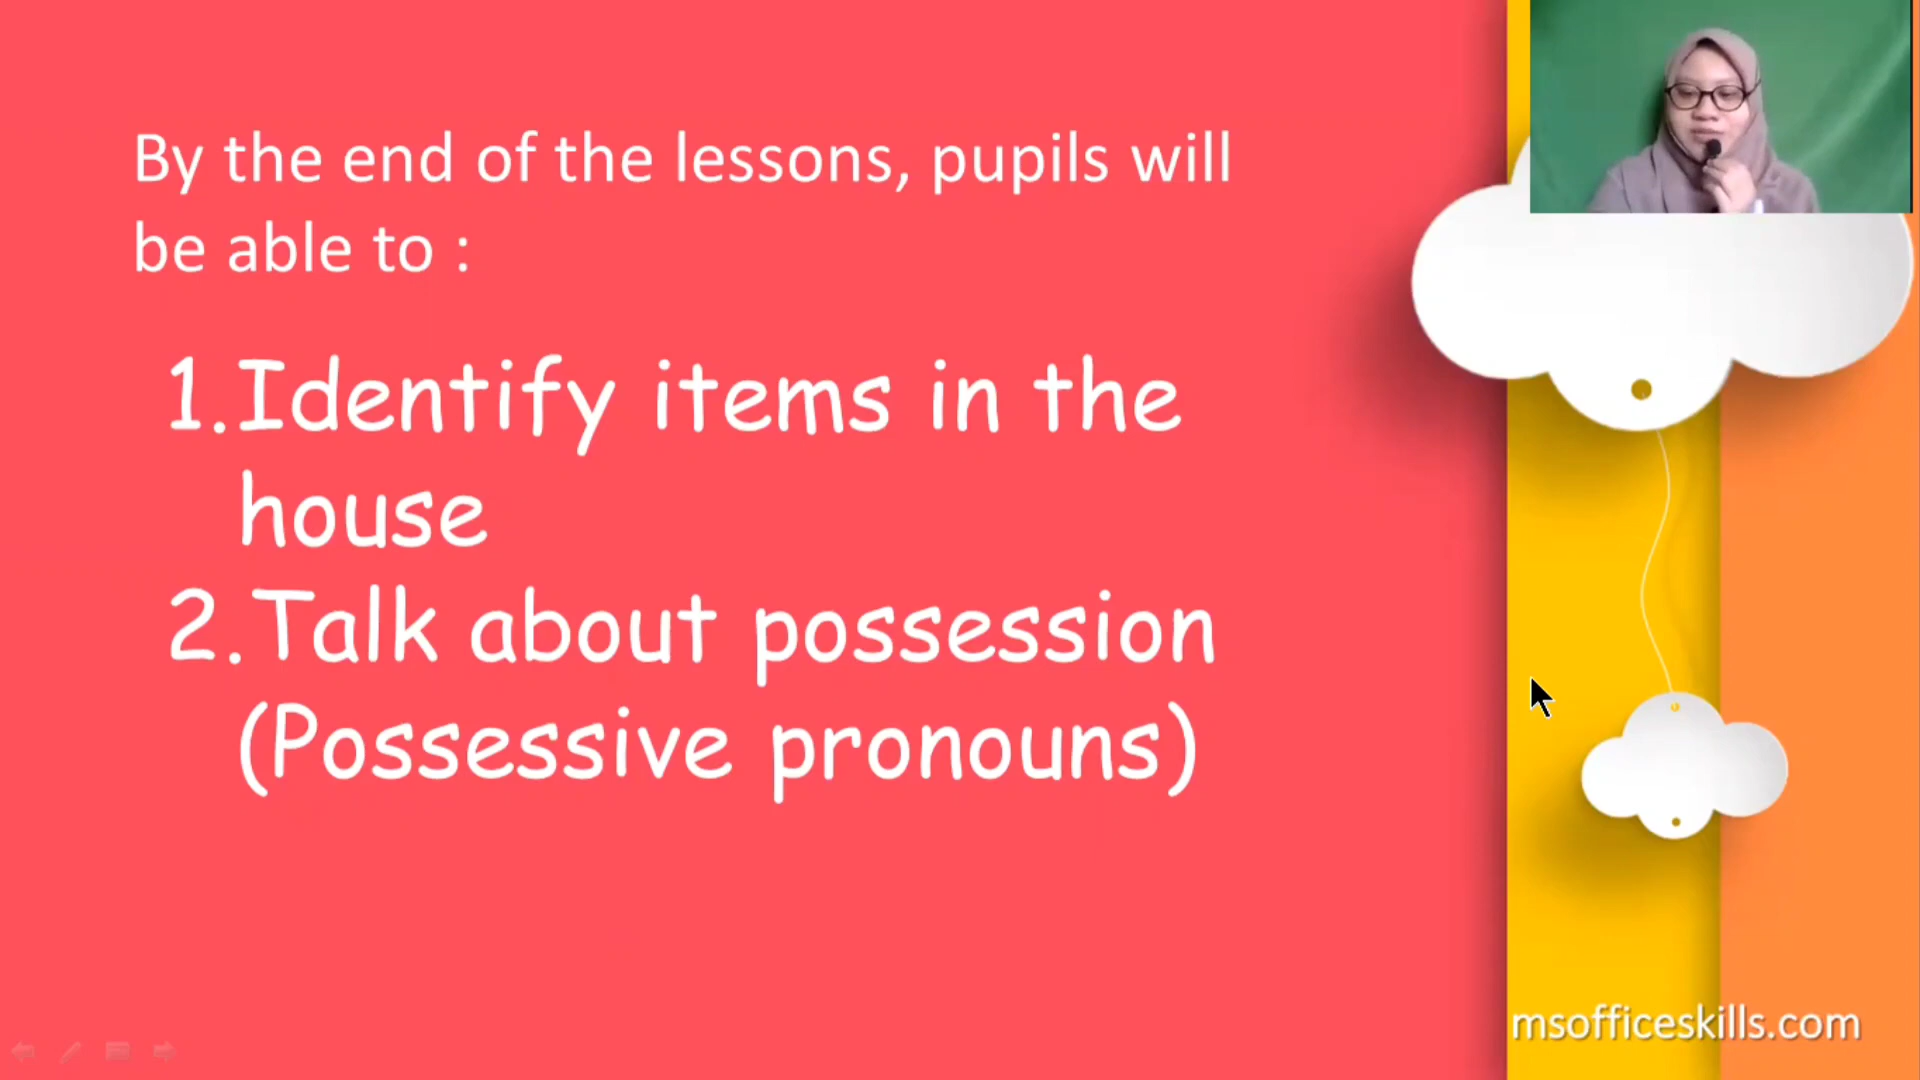 By the end of the lessons, pupils will
be able to :
1.Identify items in the
house
2.Talk about possession
(Possessive pronouns)
msofficeskills.com